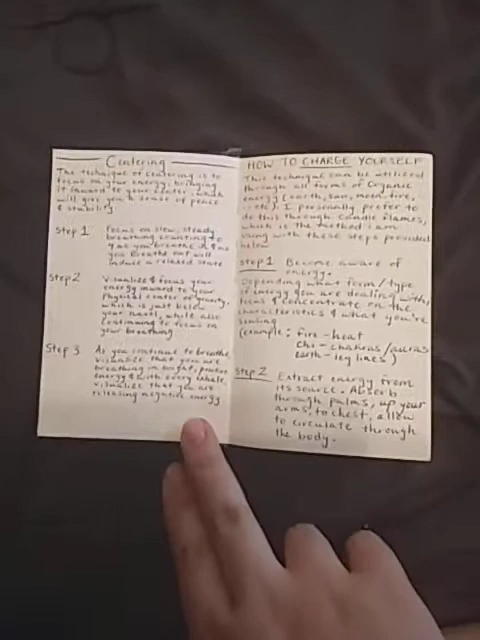 Centering
The technique of centering is to
focus on your energy, bringing
it inward to your center, which
will give you a sense of peace
& stability.
Step 1 Focus on slow, steady
breathing counting to
4 as you breathe in & as
you breathe out will
induce a relaxed state
Step 2 Visualize & focus your
energy inward to your
physical center of gravity,
which is just below
your navel, while also
continuing to focus on
your breathing.
Step 3 As you continue to breathe,
visualize that you are
breathing in bright, positive
energy & with every exhale,
visualize that you are
releasing negative energy
HOW TO CHARGE YOURSELF
This technique can be utilized
through all forms of organic
energy (earth, sun, moon, fire,
etc). I personally prefer to
do this through candle flames,
which is the method I am
using with these steps provided
below
Step 1 Become aware of
energy.
Depending what form/type
of energy you are dealing with,
focus & concentrate on the
characteristics & what you're
(example: fire-heat
chi-chakras/auras
earth-leg lines)
Step 2 Extract energy from
its source. Absorb
through palms, up your
arms, to chest, allow
to circulate through
the body.